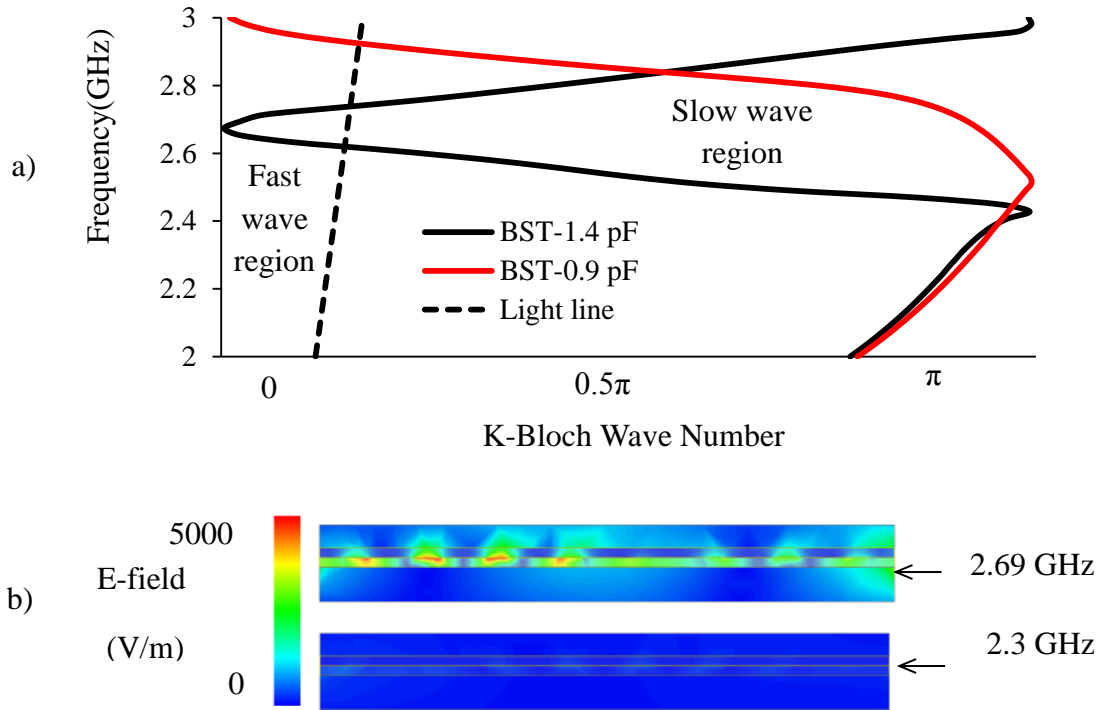 a)
Frequency(GHz)
3
2.8
2.6
2.4
2.2
2
Slow wave
region
Fast
wave
region
BST-1.4 pF
BST-0.9 pF
Light line
0
0.5π
π
K-Bloch Wave Number
b)
5000
E-field
(V/m)
0
2.69 GHz
2.3 GHz